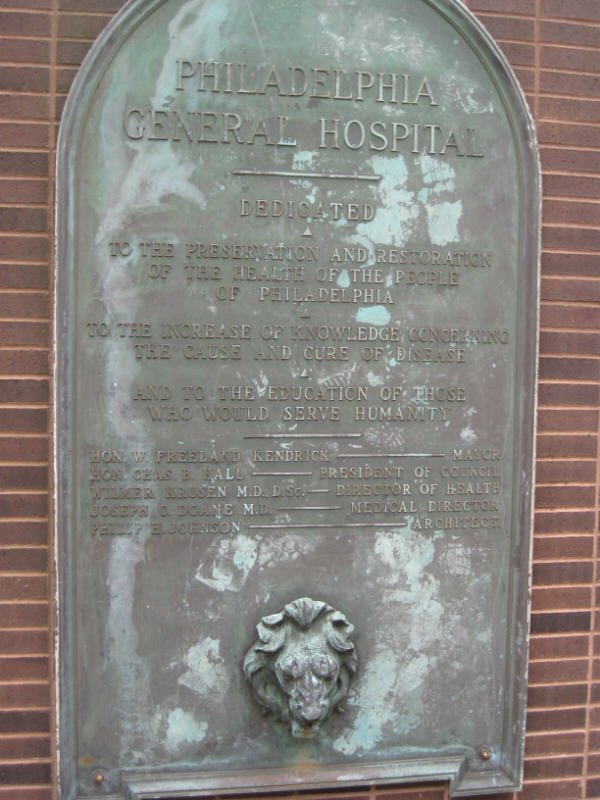 PHILADELPHIA
GENERAL HOSPITAL
DEDICATED
TO THE PRESERVATION AND RESTORATION
OF THE HEALTH OF THE PEOPLE
OF PHILADELPHIA
TO THE INCREASE OF KNOWLEDGE CONCERNING
THE CAUSE AND CURE OF DISEASE
AND TO THE EDUCATION OF THOSE
WHO WOULD SERVE HUMANITY
HON. W. FREELAND KENDRICK MAYOR
HON. CHAS. B. HALL PRESIDENT OF COUNCIL
WILMER KRUSEN M.D., D.Sc. DIRECTOR OF HEALTH
JOSEPH C. DOANE M.D. MEDICAL DIRECTOR
PHILIP H. JOHNSON ARCHITECT